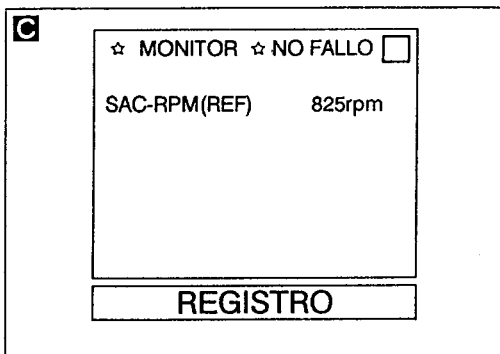 C
☆ MONITOR ☆ NO FALLO
SAC-RPM(REF) 825rpm
REGISTRO